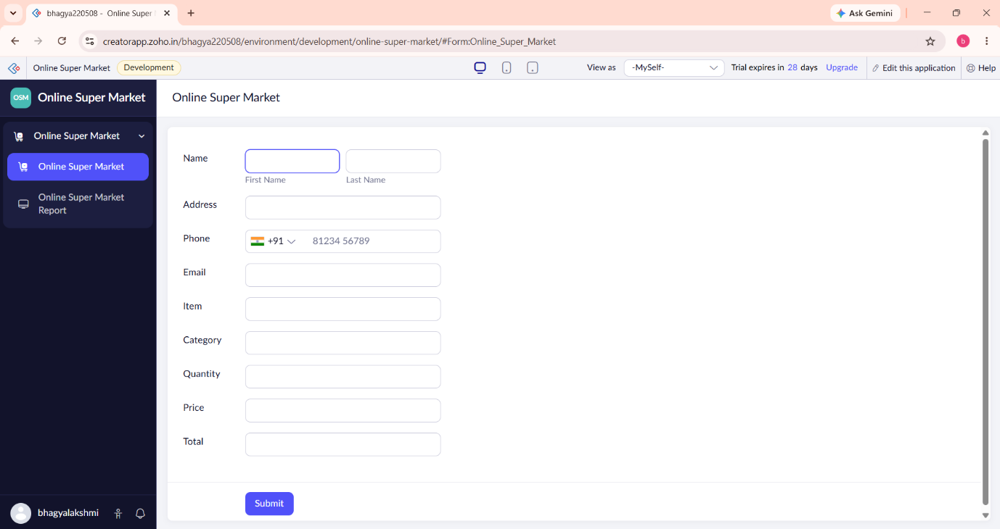 bhagya220508 - Online Super
Ask Gemini
creatorapp.zoho.in/bhagya220508/environment/development/online-super-market/#Form:Online_Super_Market
b
Online Super Market
Development
View as
-MySelf-
Trial expires in 28 days
Upgrade
Edit this application
Help
OSM
Online Super Market
Online Super Market
Online Super Market
Online Super Market
Online Super Market
Report
bhagyalakshmi
Name
First Name
Last Name
Address
Phone
+91
81234 56789
Email
Item
Category
Quantity
Price
Total
Submit